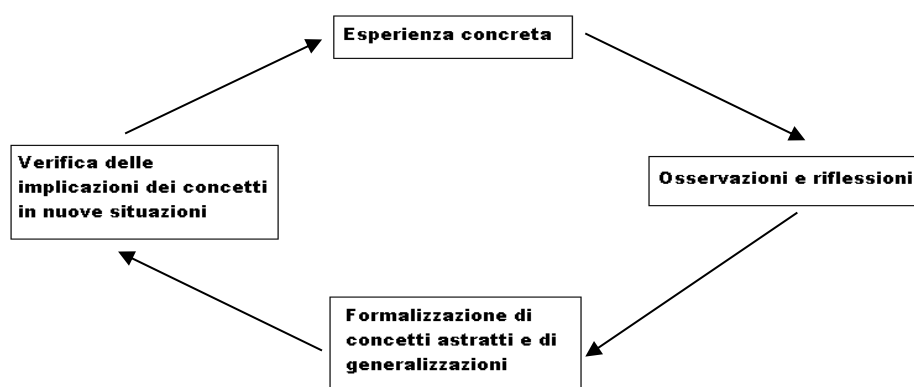 Esperienza concreta
Osservazioni e riflessioni
Formalizzazione di
concetti astratti e di
generalizzazioni
Verifica delle
implicazioni dei concetti
in nuove situazioni